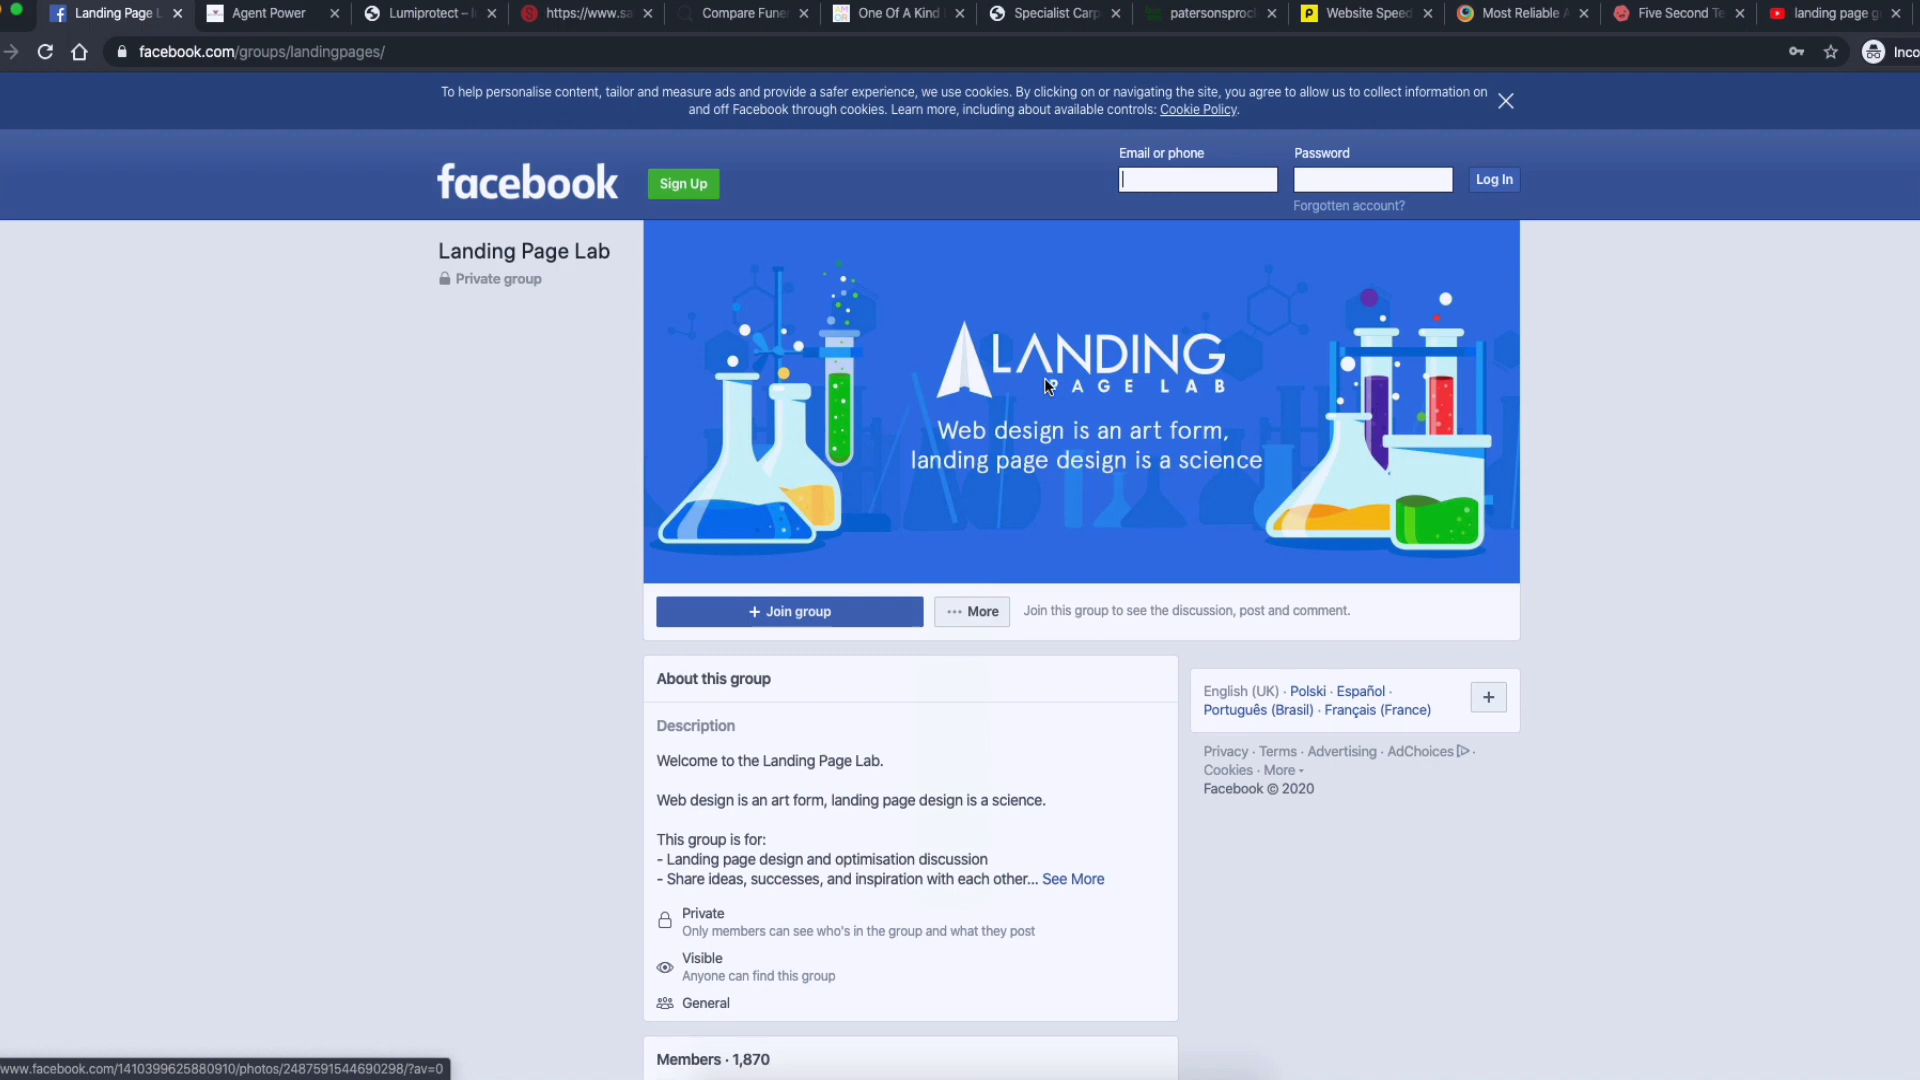 Landing Page L
Agent Power
Lumiprotect –
https://www.sa
Compare Fune
One Of A Kind
Specialist Carp
patersonsproc
Website Speed
Most Reliable A
Five Second Te
landing page g
facebook.com/groups/landingpages/
Inco
To help personalise content, tailor and measure ads and provide a safer experience, we use cookies. By clicking on or navigating the site, you agree to allow us to collect information on
and off Facebook through cookies. Learn more, including about available controls: Cookie Policy.
Email or phone
Password
facebook
Sign Up
Log In
Forgotten account?
Landing Page Lab
Private group
LANDING
PAGE LAB
Web design is an art form,
landing page design is a science
+ Join group
••• More
Join this group to see the discussion, post and comment.
About this group
Description
Welcome to the Landing Page Lab.
Web design is an art form, landing page design is a science.
This group is for:
- Landing page design and optimisation discussion
- Share ideas, successes, and inspiration with each other... See More
Private
Only members can see who's in the group and what they post
Visible
Anyone can find this group
General
Members · 1,870
English (UK) · Polski · Español ·
Português (Brasil) · Français (France)
+
Privacy · Terms · Advertising · AdChoices ·
Cookies · More
Facebook © 2020
www.facebook.com/1410399625880910/photos/2487591544690298/?av=0